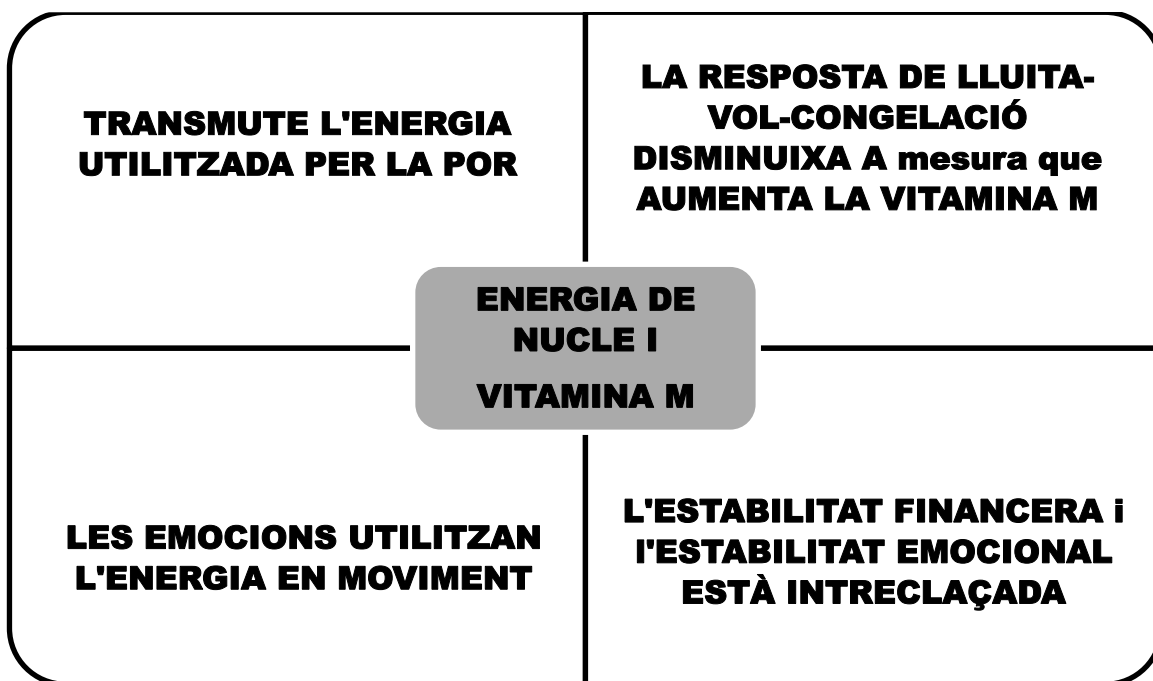 TRANSMUTE L'ENERGIA
UTILITZADA PER LA POR
LA RESPOSTA DE LLUITA-
VOL-CONGELACIÓ
DISMINUIXA A mesura que
AUMENTA LA VITAMINA M
ENERGIA DE
NUCLE I
VITAMINA M
LES EMOCIONS UTILITZAN
L'ENERGIA EN MOVIMENT
L'ESTABILITAT FINANCERA i
l'ESTABILITAT EMOCIONAL
ESTÀ INTRECLAÇADA